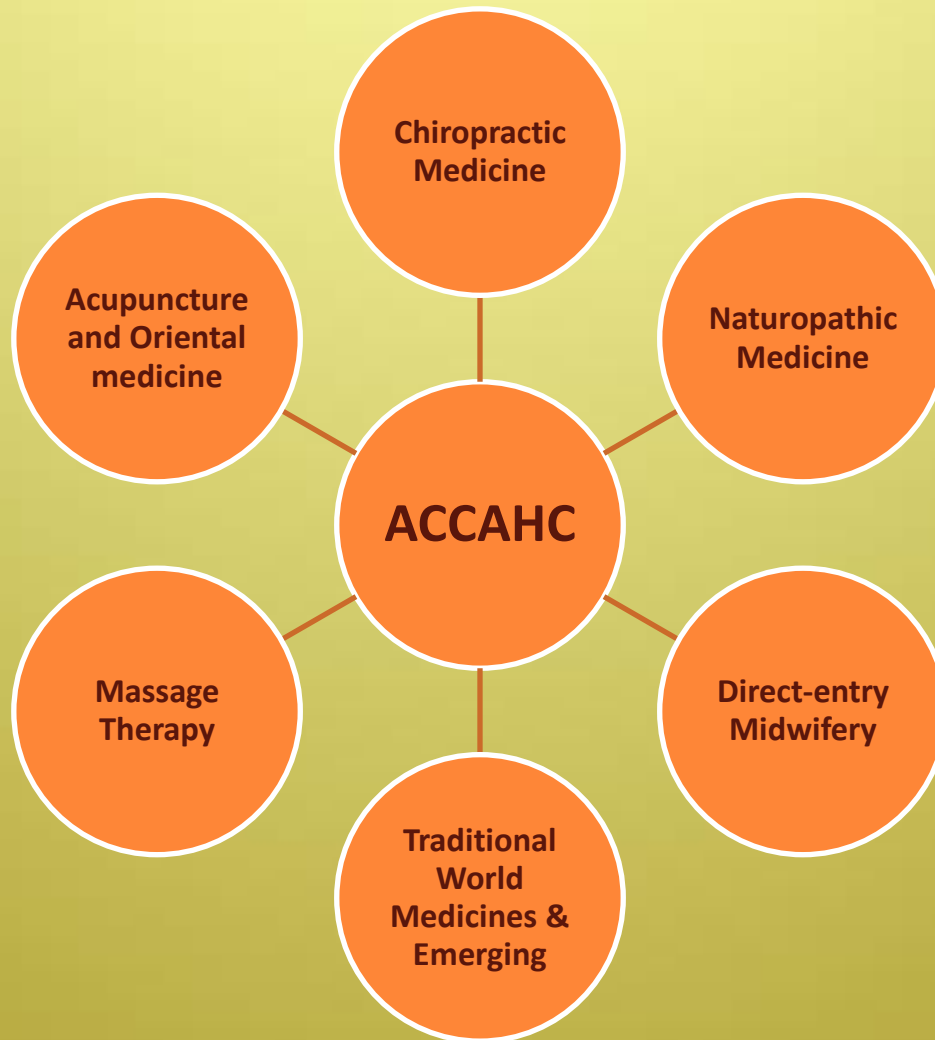 Chiropractic
Medicine
Acupuncture
and Oriental
medicine
Naturopathic
Medicine
ACCAHC
Massage
Therapy
Direct-entry
Midwifery
Traditional
World
Medicines &
Emerging